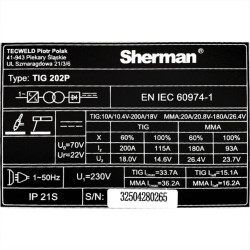 TECWELD Piotr Polak
41-943 Piekary Śląskie
Ul. Szmaragdowa 21/3/6
Sherman®
Type: TIG 202P
EN IEC 60974-1
TIG:10A/10.4V-200A/18V MMA:20A/20.8V-180A/26.4V
TIG MMA
X 60% 100% 60% 100%
I₂ 200A 115A 180A 93A
U₂ 18.0V 14.6V 26.4V 23.7V
U₀=70V
Ur=22V
1~50/60Hz
U₁=230V
TIG I₁ₘₐₓ=33.7A TIG I₁eff=15.1A
MMA I₁ₘₐₓ=36.2A MMA I₁eff=16.2A
IP 21S
S/N: 32504280265